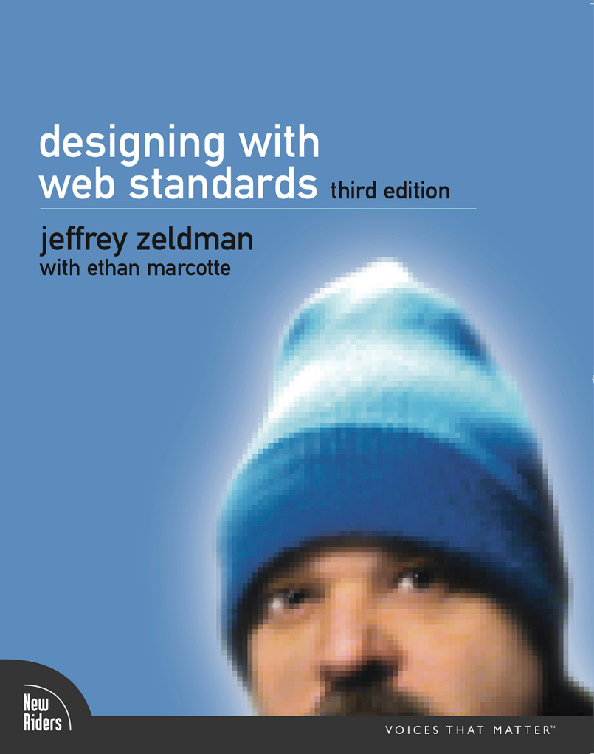 designing with
web standards third edition
jeffrey zeldman
with ethan marcotte
New
Riders
VOICES THAT MATTER™